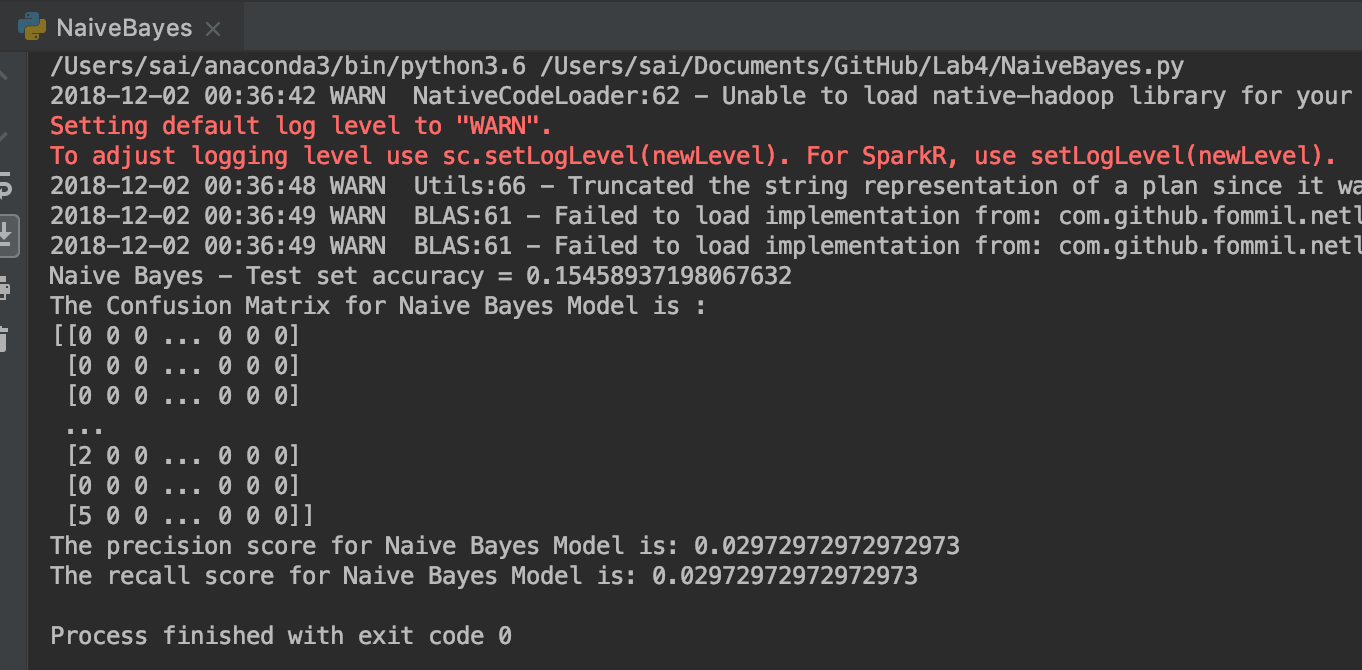 NaiveBayes
/Users/sai/anaconda3/bin/python3.6 /Users/sai/Documents/GitHub/Lab4/NaiveBayes.py
2018-12-02 00:36:42 WARN  NativeCodeLoader:62 - Unable to load native-hadoop library for your
Setting default log level to "WARN".
To adjust logging level use sc.setLogLevel(newLevel). For SparkR, use setLogLevel(newLevel).
2018-12-02 00:36:48 WARN  Utils:66 - Truncated the string representation of a plan since it wa
2018-12-02 00:36:49 WARN  BLAS:61 - Failed to load implementation from: com.github.fommil.netl
2018-12-02 00:36:49 WARN  BLAS:61 - Failed to load implementation from: com.github.fommil.netl
Naive Bayes - Test set accuracy = 0.15458937198067632
The Confusion Matrix for Naive Bayes Model is :
[[0 0 0 ... 0 0 0]
 [0 0 0 ... 0 0 0]
 [0 0 0 ... 0 0 0]
 ...
 [2 0 0 ... 0 0 0]
 [0 0 0 ... 0 0 0]
 [5 0 0 ... 0 0 0]]
The precision score for Naive Bayes Model is: 0.02972972972972973
The recall score for Naive Bayes Model is: 0.02972972972972973
Process finished with exit code 0